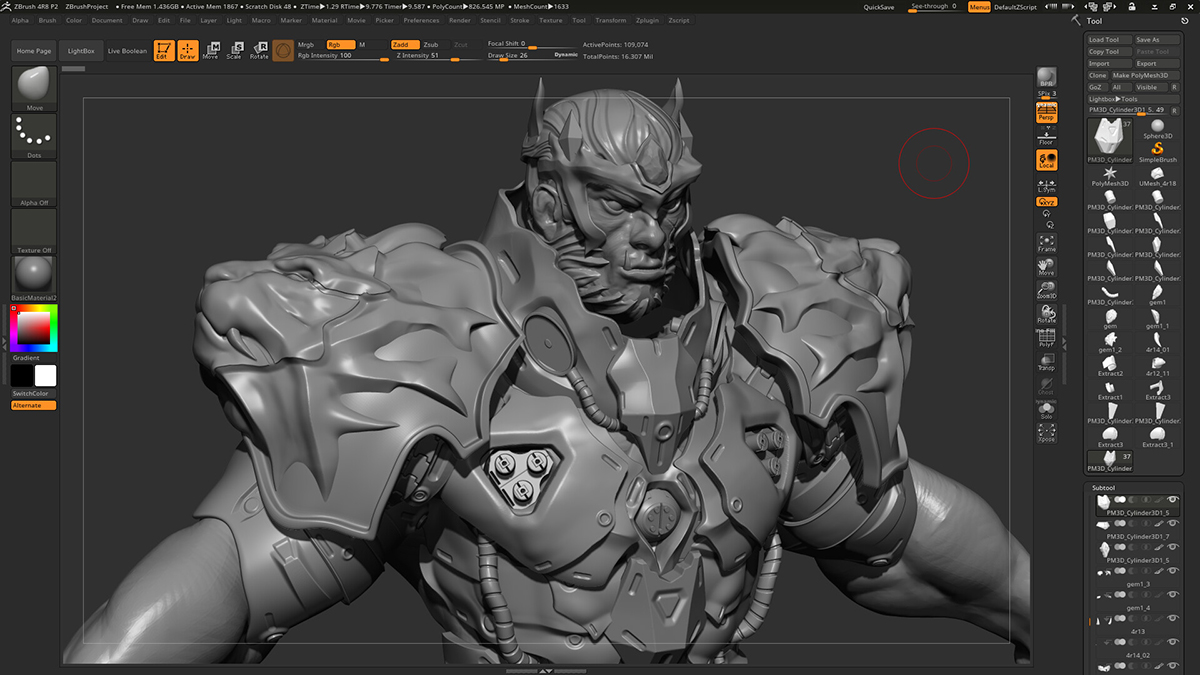 ZBrush 4R8 P2 ZBrushProject • Free Mem 1.436GB • Active Mem 1867 • Scratch Disk 48 • ZTime▶1.29 RTime▶9.776 Timer▶9.587 • PolyCount▶826.545 MP • MeshCount▶1633 QuickSave See-through 0 Menus DefaultZScript
Alpha Brush Color Document Draw Edit File Layer Light Macro Marker Material Movie Picker Preferences Render Stencil Stroke Texture Tool Transform Zplugin Zscript
Tool
Load Tool Save As
Copy Tool Paste Tool
Import Export
Clone Make PolyMesh3D
GoZ All Visible R
Lightbox▶Tools
PM3D_Cylinder3D1_5. 49 R
Home Page LightBox Live Boolean Edit Draw Move Scale Rotate
Mrgb Rgb M Zadd Zsub Zcut Focal Shift 0 ActivePoints: 109,074
Rgb Intensity 100 Z Intensity 51 Draw Size 26 Dynamic TotalPoints: 16.307 Mil
Move
Dots
Alpha Off
Texture Off
BasicMaterial2
Gradient
SwitchColor
Alternate
BPR
SPix 3
Persp
Floor
Local
L.Sym
XYZ
Frame
Move
Zoom3D
Rotate
PolyF
Transp
Ghost
Dynamic
Solo
Xpose
37
PM3D_Cylinder Sphere3D
SimpleBrush
PolyMesh3D UMesh_4r18
PM3D_Cylinder PM3D_Cylinder
PM3D_Cylinder PM3D_Cylinder
PM3D_Cylinder PM3D_Cylinder
PM3D_Cylinder PM3D_Cylinder
PM3D_Cylinder gem1
gem gem1_1
gem1_2 4r14_01
Extract2 4r12_11
Extract1 Extract3
PM3D_Cylinder PM3D_Cylinder
Extract3 Extract3_1
37
PM3D_Cylinder
Subtool
PM3D_Cylinder3D1_5
PM3D_Cylinder3D1_7
PM3D_Cylinder3D1_5
gem1_3
gem1_4
4r13
4r14_02